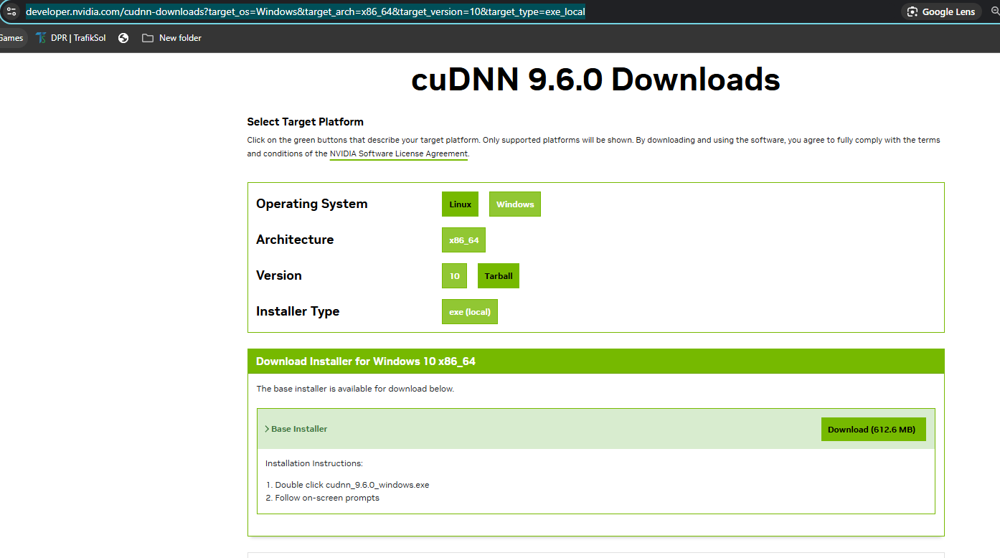 developer.nvidia.com/cudnn-downloads?target_os=Windows&target_arch=x86_64&target_version=10&target_type=exe_local
Google Lens
Games
DPR | TrafikSol
New folder
cuDNN 9.6.0 Downloads
Select Target Platform
Click on the green buttons that describe your target platform. Only supported platforms will be shown. By downloading and using the software, you agree to fully comply with the terms
and conditions of the NVIDIA Software License Agreement.
Operating System
Linux
Windows
Architecture
x86_64
Version
10
Tarball
Installer Type
exe (local)
Download Installer for Windows 10 x86_64
The base installer is available for download below.
Base Installer
Download (612.6 MB)
Installation Instructions:
1. Double click cudnn_9.6.0_windows.exe
2. Follow on-screen prompts